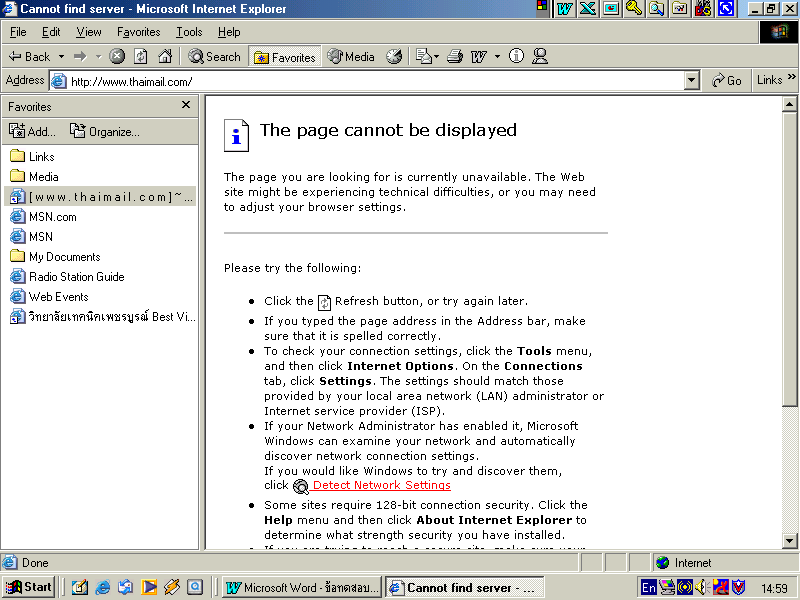 Cannot find server - Microsoft Internet Explorer
File Edit View Favorites Tools Help
Back Search Favorites Media
Address http://www.thaimail.com/ Go Links »
Favorites
Add... Organize...
Links
Media
[www.thaimail.com]~...
MSN.com
MSN
My Documents
Radio Station Guide
Web Events
วิทยาลัยเทคนิคเพชรบูรณ์ Best Vi...
The page cannot be displayed
The page you are looking for is currently unavailable. The Web
site might be experiencing technical difficulties, or you may need
to adjust your browser settings.
Please try the following:
Click the Refresh button, or try again later.
If you typed the page address in the Address bar, make
sure that it is spelled correctly.
To check your connection settings, click the Tools menu,
and then click Internet Options. On the Connections
tab, click Settings. The settings should match those
provided by your local area network (LAN) administrator or
Internet service provider (ISP).
If your Network Administrator has enabled it, Microsoft
Windows can examine your network and automatically
discover network connection settings.
If you would like Windows to try and discover them,
click Detect Network Settings
Some sites require 128-bit connection security. Click the
Help menu and then click About Internet Explorer to
determine what strength security you have installed.
If you are trying to reach a secure site, make sure your
Done Internet
Start Microsoft Word - ข้อทดสอบ... Cannot find server - ... En 14:59